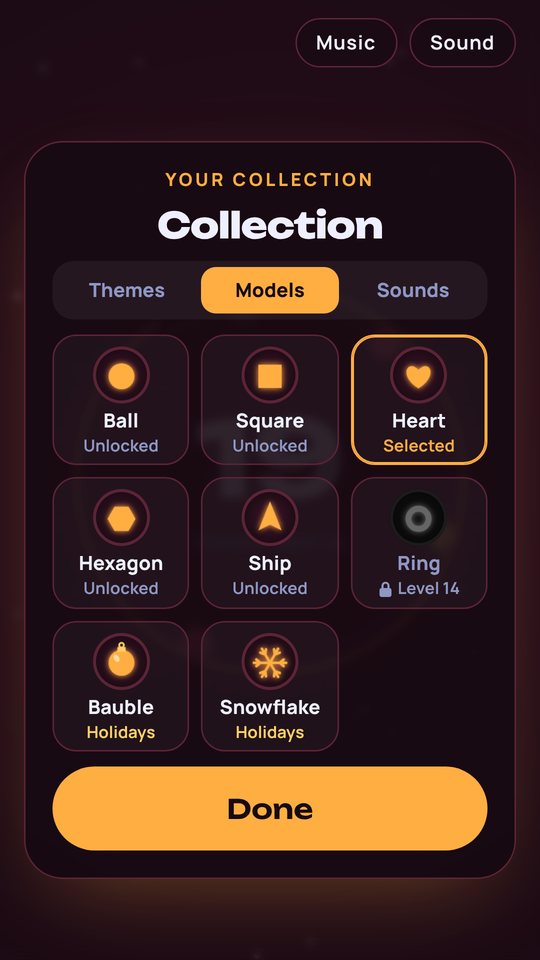 Music Sound
YOUR COLLECTION
Collection
Themes Models Sounds
Ball Square Heart
Unlocked Unlocked Selected
Hexagon Ship Ring
Unlocked Unlocked Level 14
Bauble Snowflake
Holidays Holidays
Done